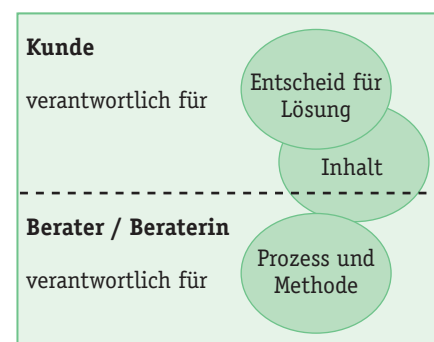 Kunde
verantwortlich für
Entscheid für
Lösung
Inhalt
Berater / Beraterin
verantwortlich für
Prozess und
Methode